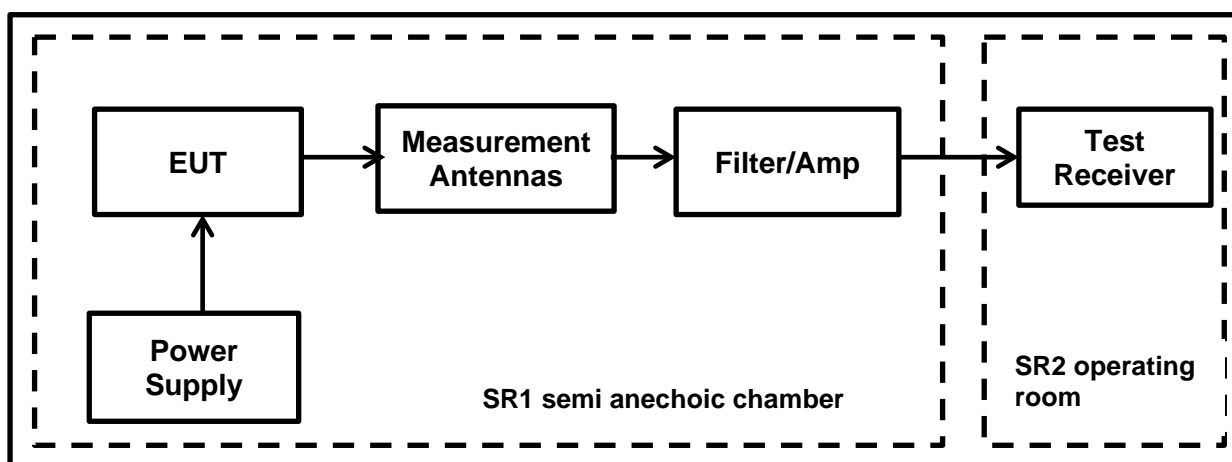 EUT
Measurement
Antennas
Filter/Amp
Test
Receiver
Power
Supply
SR1 semi anechoic chamber
SR2 operating
room